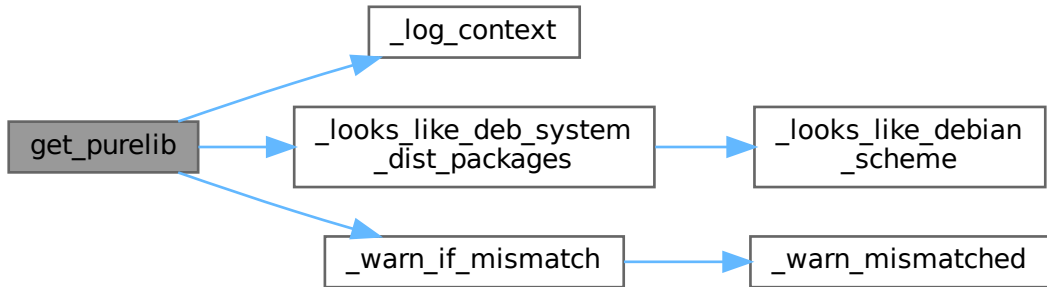 _log_context
get_purelib
_looks_like_deb_system
_dist_packages
_looks_like_debian
_scheme
_warn_if_mismatch
_warn_mismatched